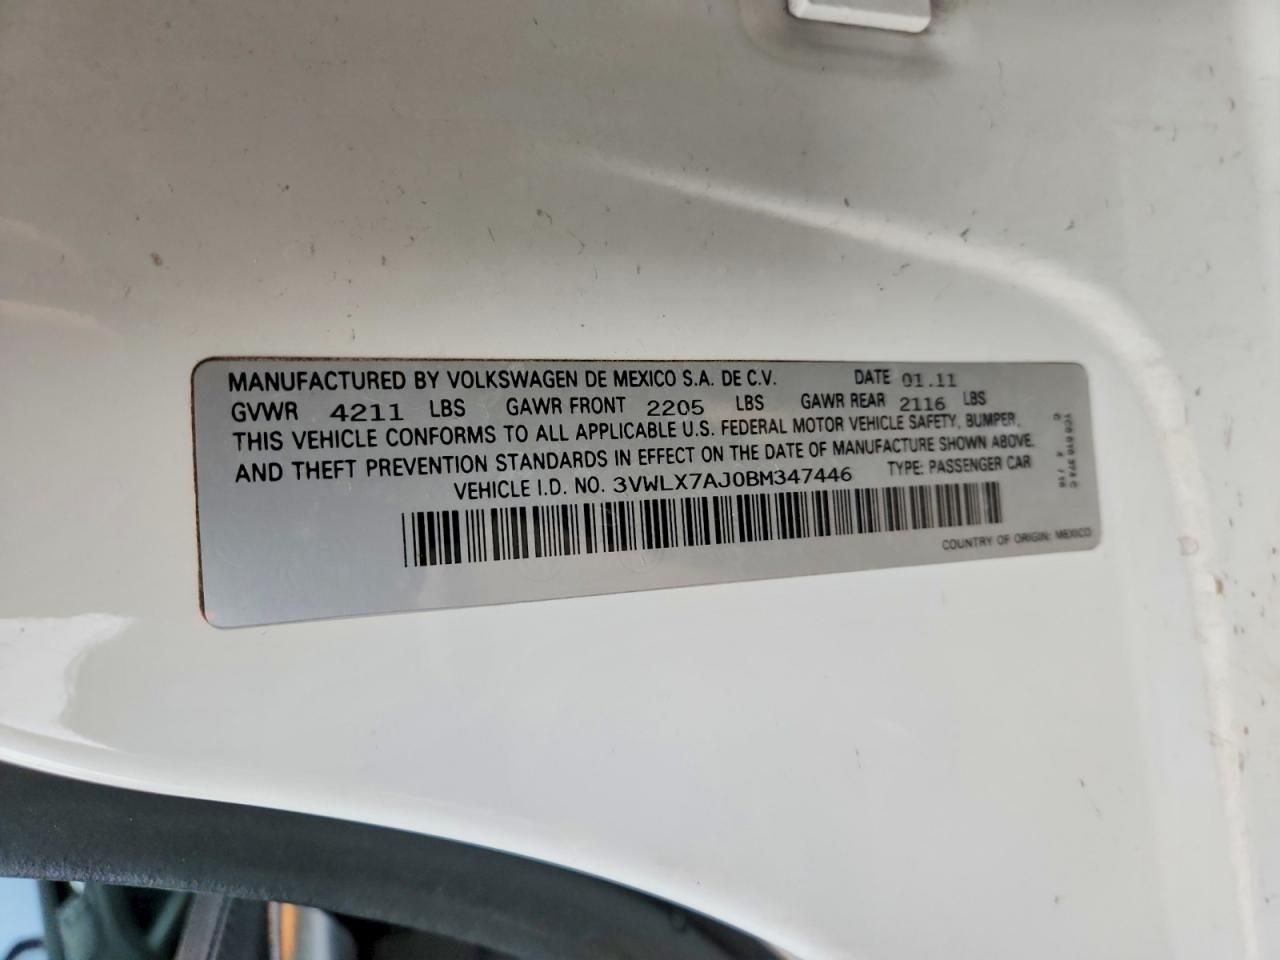 MANUFACTURED BY VOLKSWAGEN DE MEXICO S.A. DE C.V. DATE 01.11
GVWR 4211 LBS GAWR FRONT 2205 LBS GAWR REAR 2116 LBS
THIS VEHICLE CONFORMS TO ALL APPLICABLE U.S. FEDERAL MOTOR VEHICLE SAFETY, BUMPER,
AND THEFT PREVENTION STANDARDS IN EFFECT ON THE DATE OF MANUFACTURE SHOWN ABOVE.
VEHICLE I.D. NO. 3VWLX7AJ0BM347446 TYPE: PASSENGER CAR
COUNTRY OF ORIGIN: MEXICO